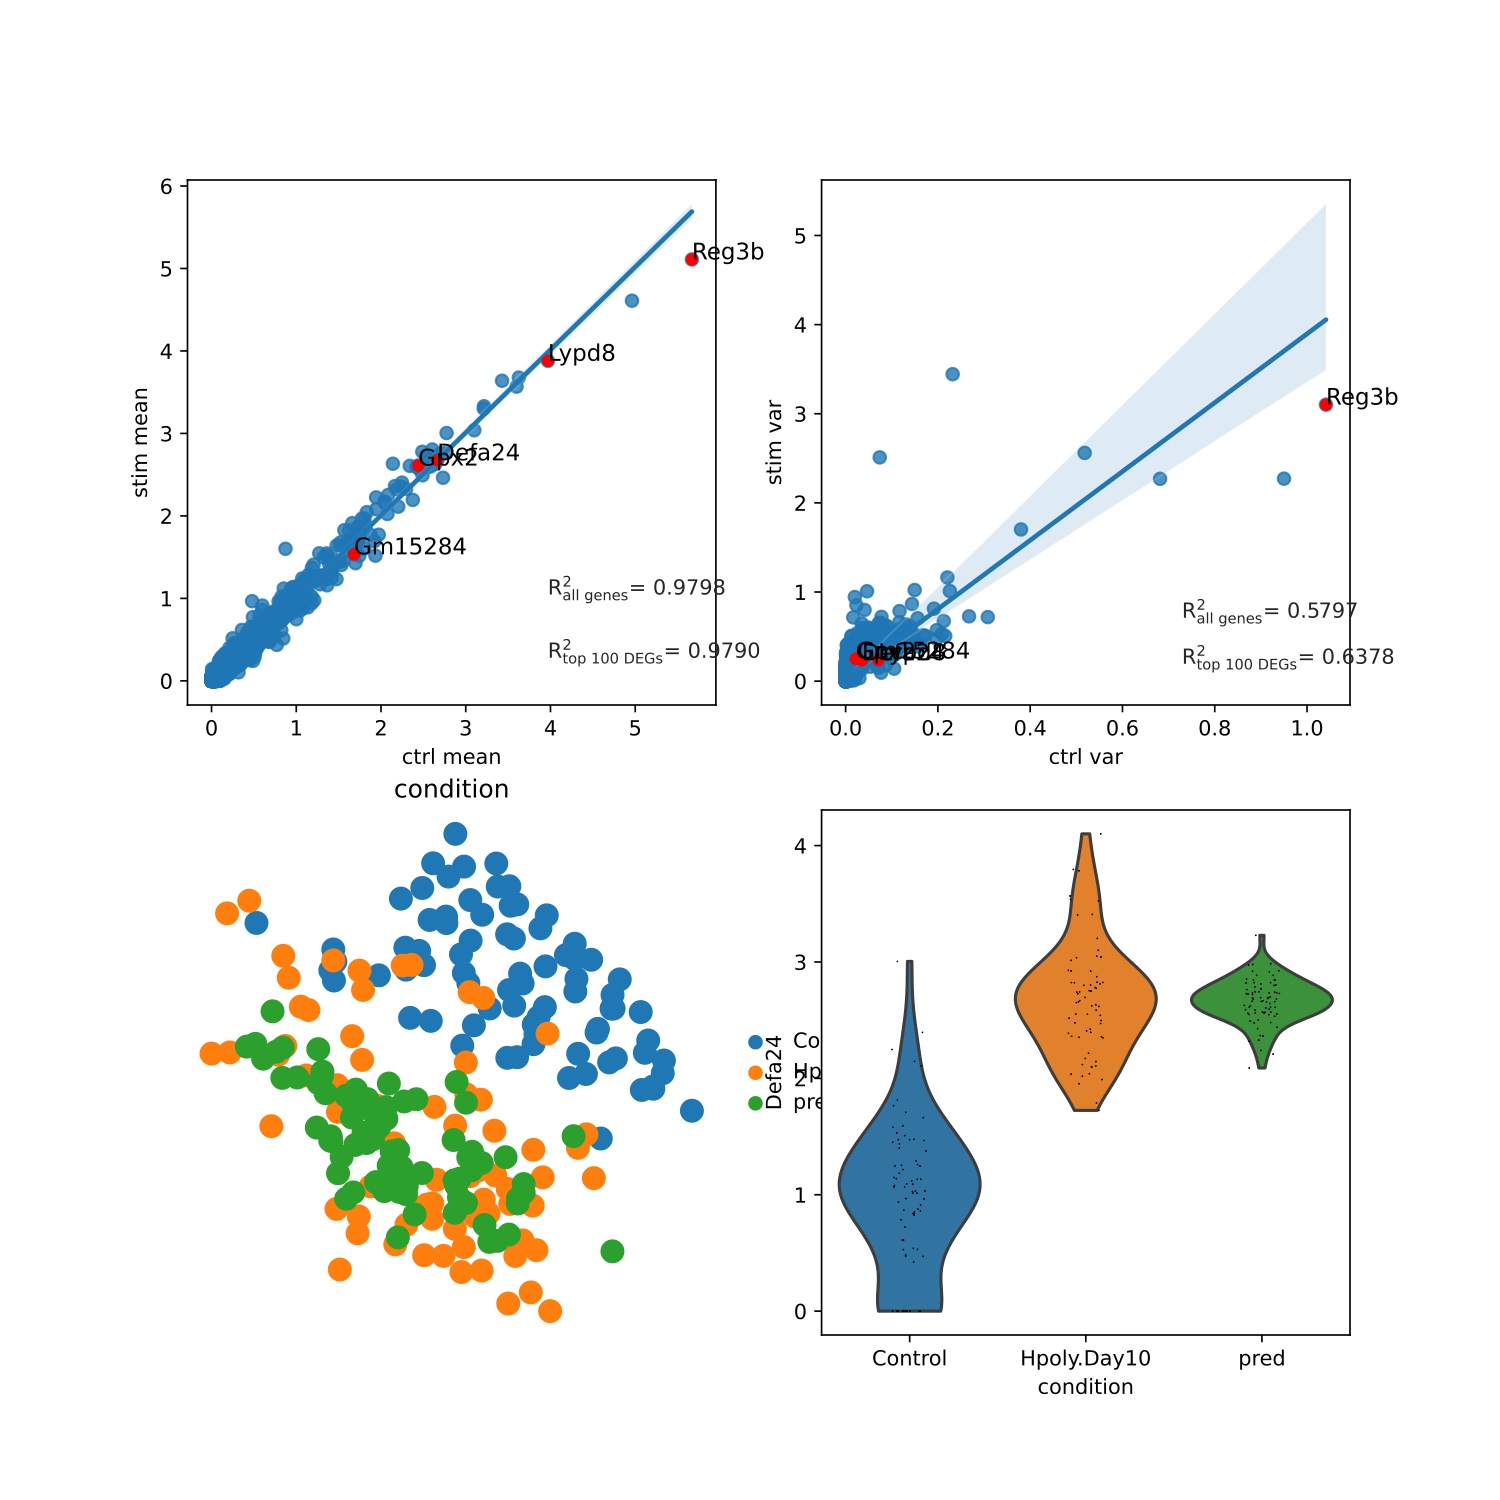 6
5
4
3
2
1
0
stim mean
Reg3b
Lypd8
Defa24
Gpx2
Gm15284
R²all genes= 0.9798
R²top 100 DEGs= 0.9790
0 1 2 3 4 5
ctrl mean
5
4
3
2
1
0
stim var
Reg3b
R²all genes= 0.5797
R²top 100 DEGs= 0.6378
0.0 0.2 0.4 0.6 0.8 1.0
ctrl var
condition
Co
Hp
pre
4
3
2
1
0
Defa24
Control Hpoly.Day10 pred
condition